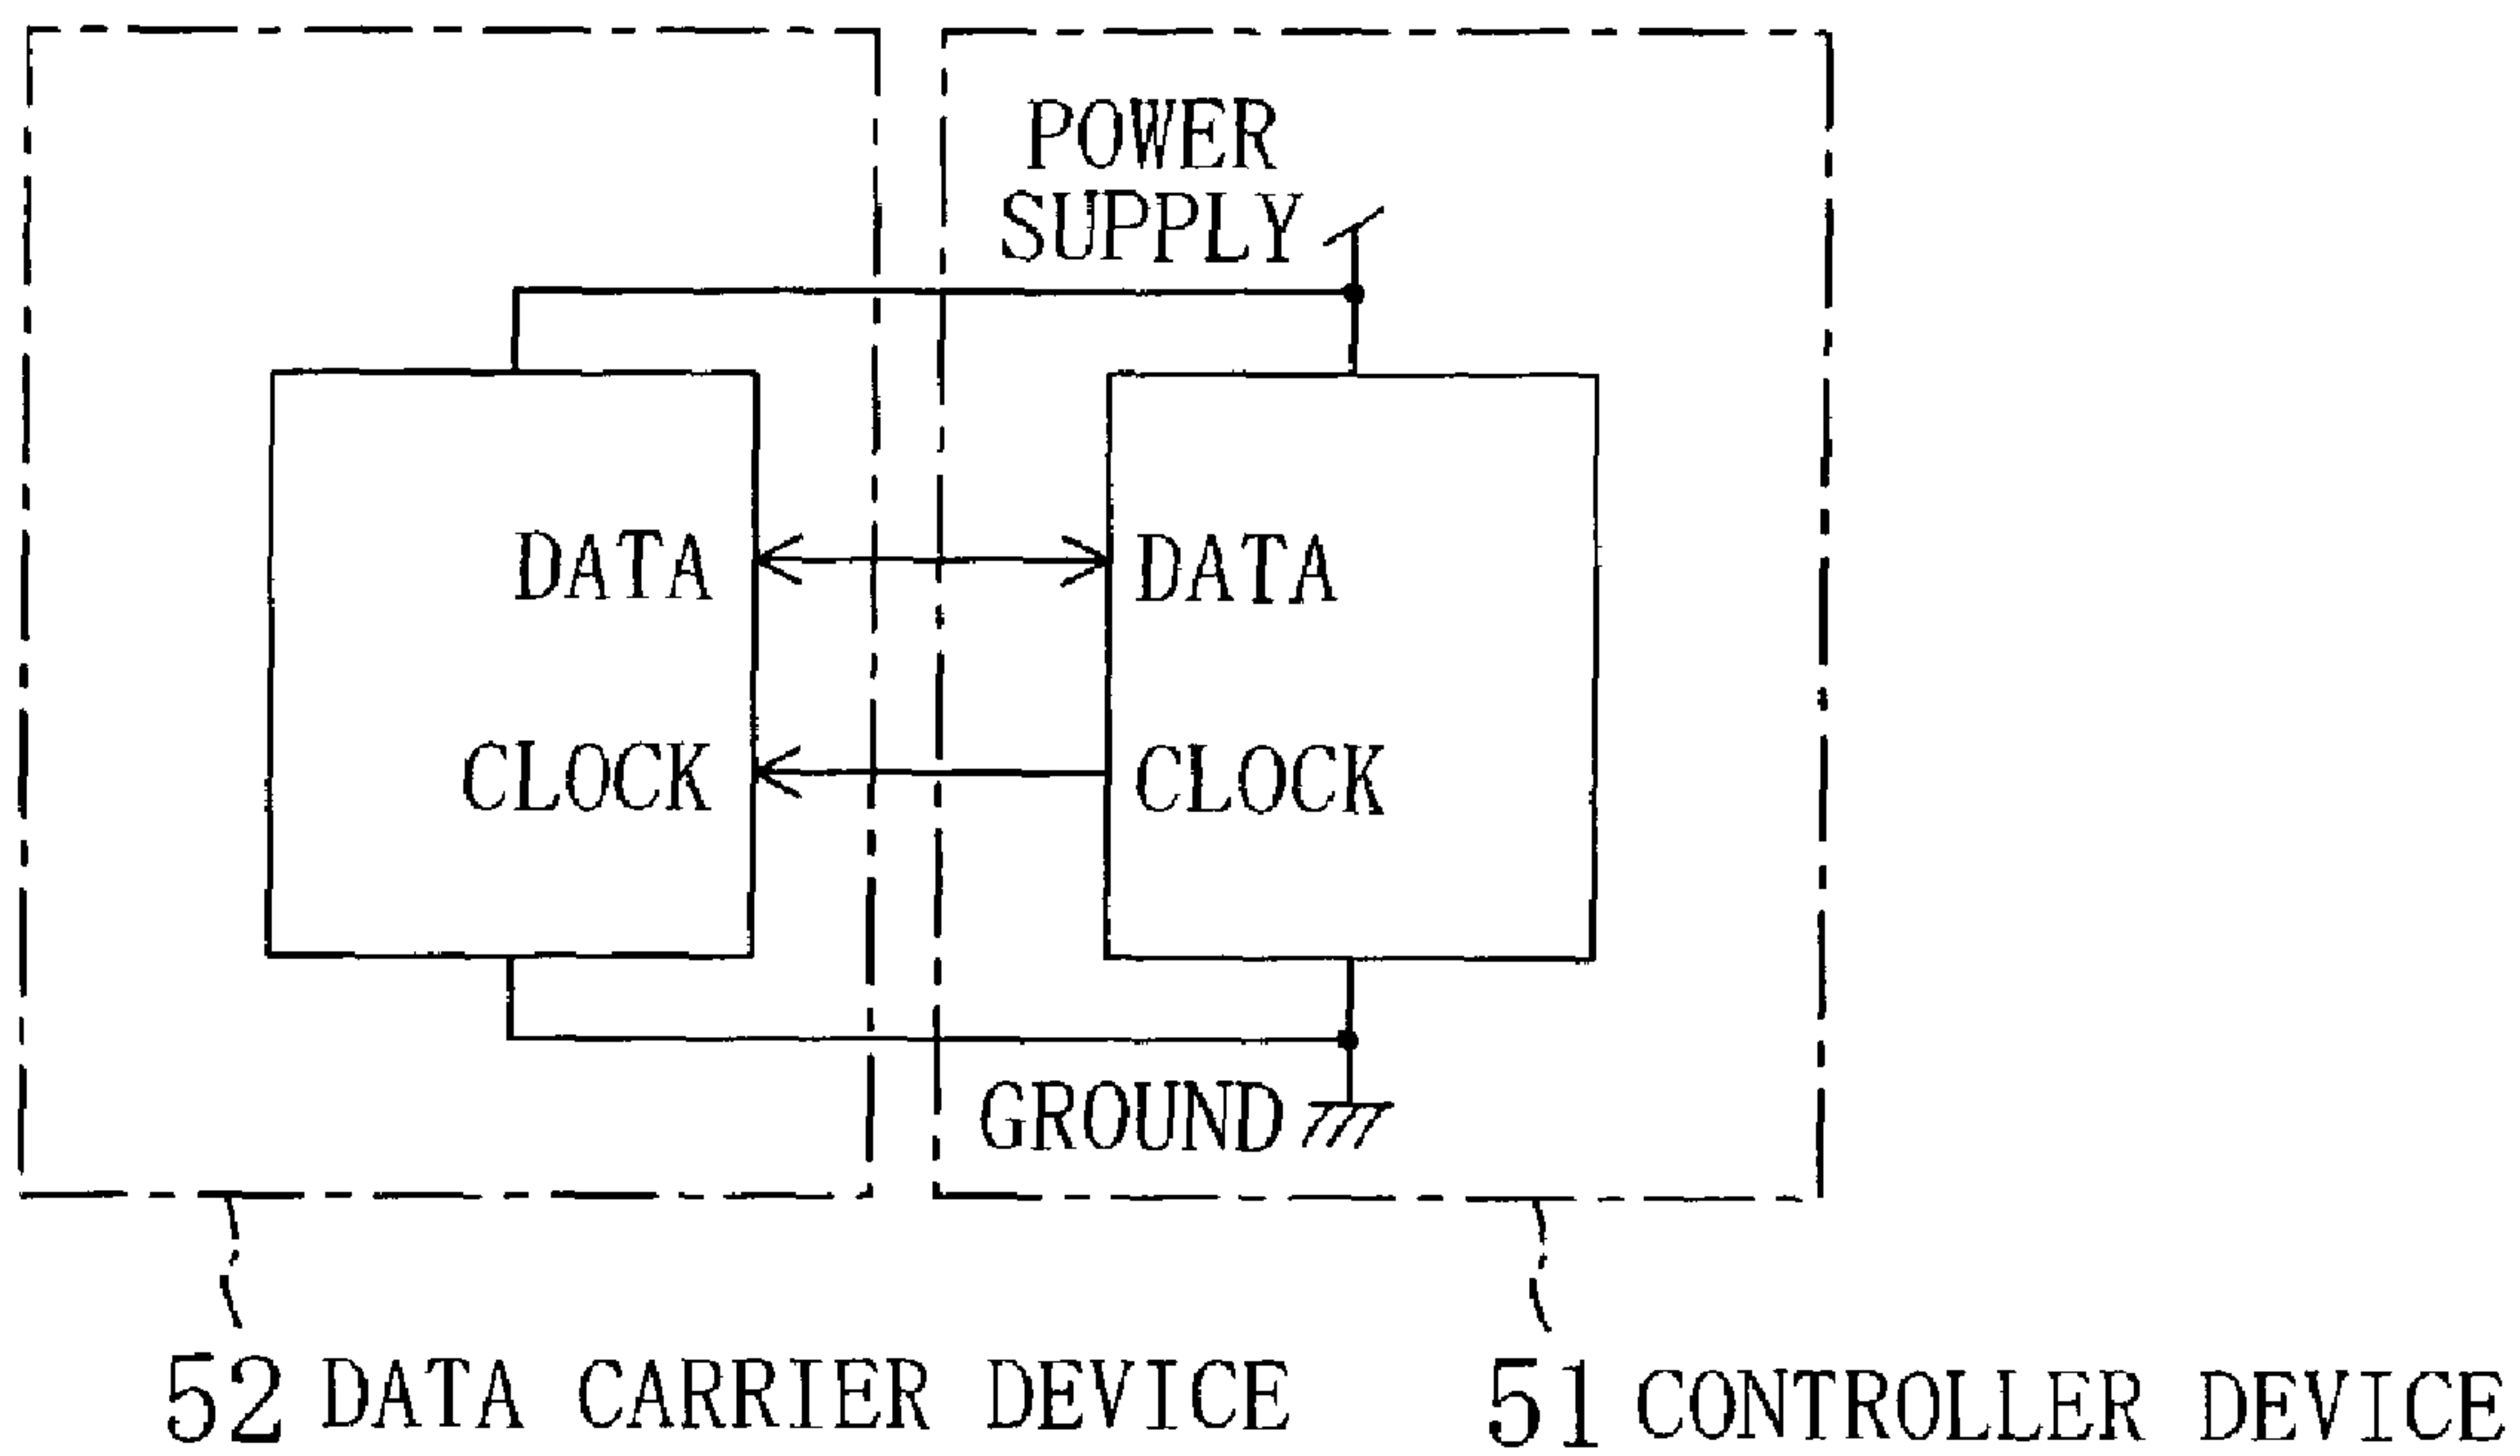 POWER
SUPPLY
DATA
DATA
CLOCK
CLOCK
GROUND
52 DATA CARRIER DEVICE
51 CONTROLLER DEVICE